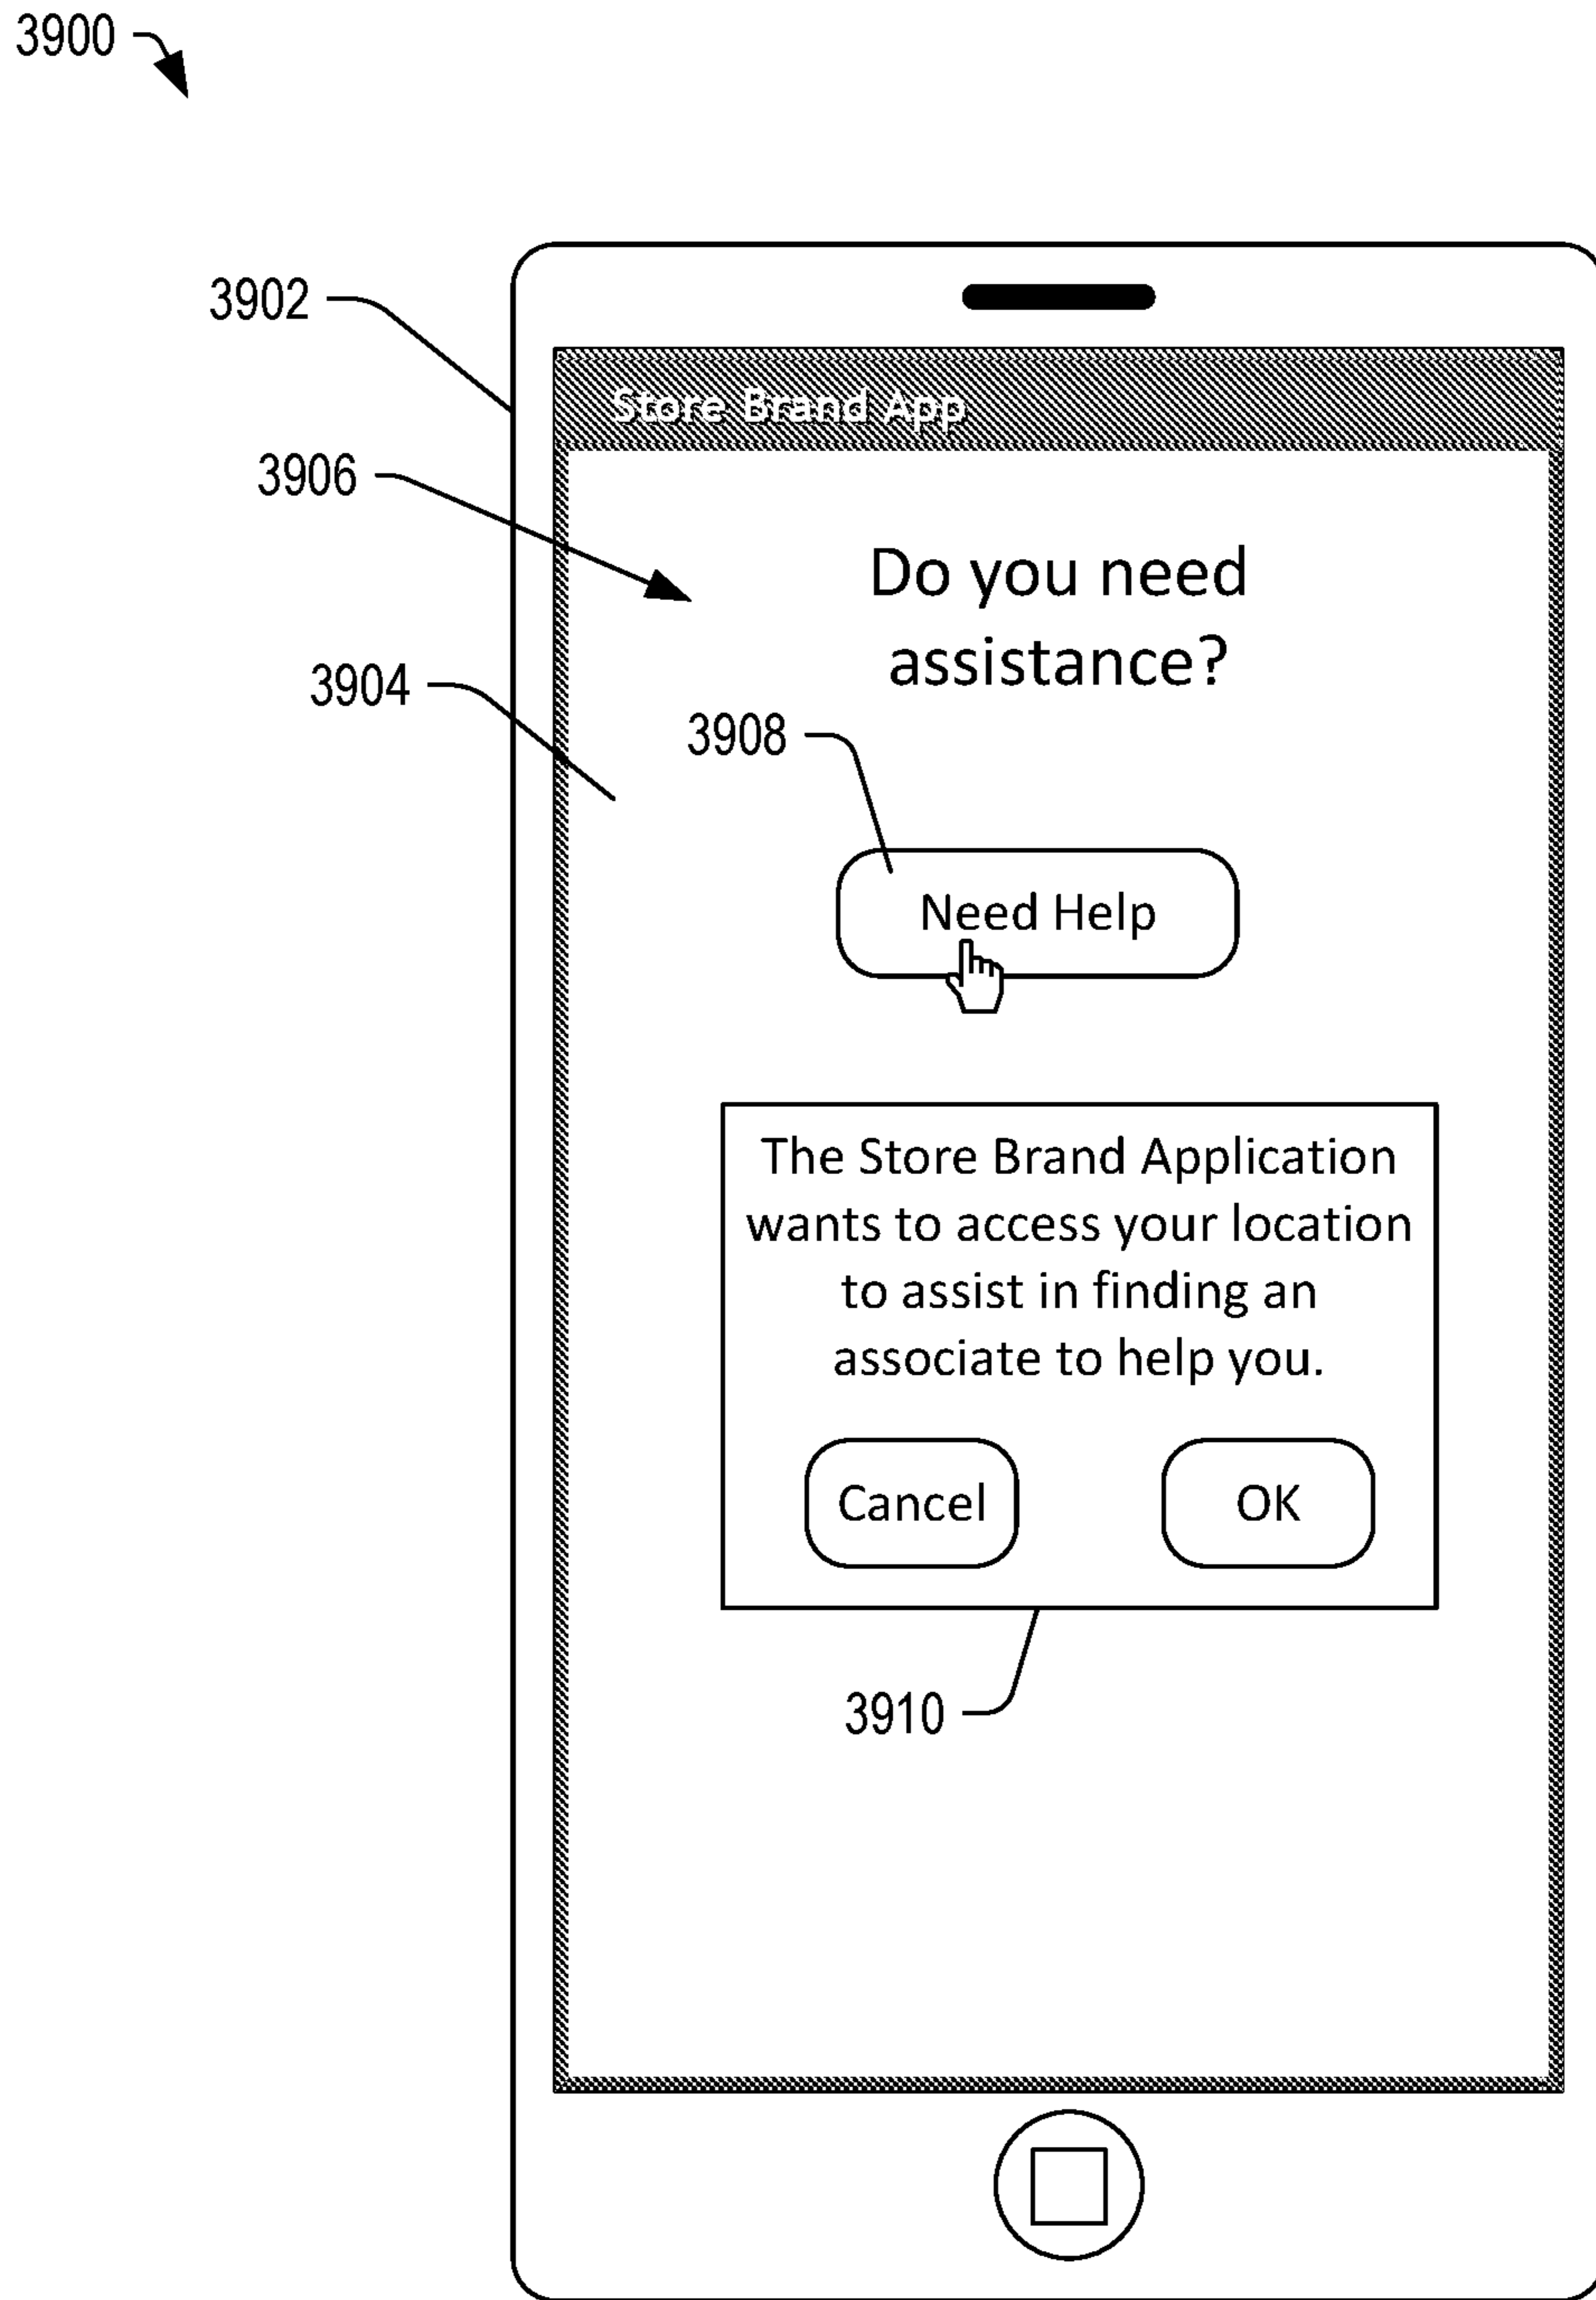 3900
3902
Store Brand App
3906
Do you need
assistance?
3904
3908
Need Help
The Store Brand Application
wants to access your location
to assist in finding an
associate to help you.
Cancel
OK
3910